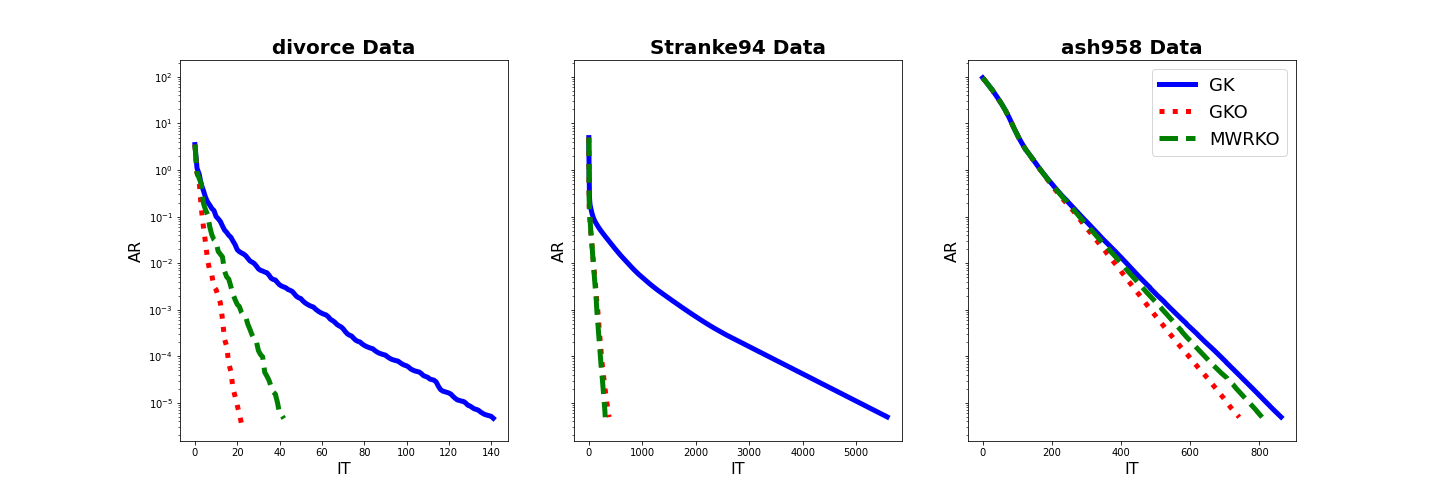 divorce Data
Stranke94 Data
ash958 Data
AR
10²
10¹
10⁰
10⁻¹
10⁻²
10⁻³
10⁻⁴
10⁻⁵
0 20 40 60 80 100 120 140
IT
AR
0 1000 2000 3000 4000 5000
IT
AR
GK
GKO
MWRKO
0 200 400 600 800
IT